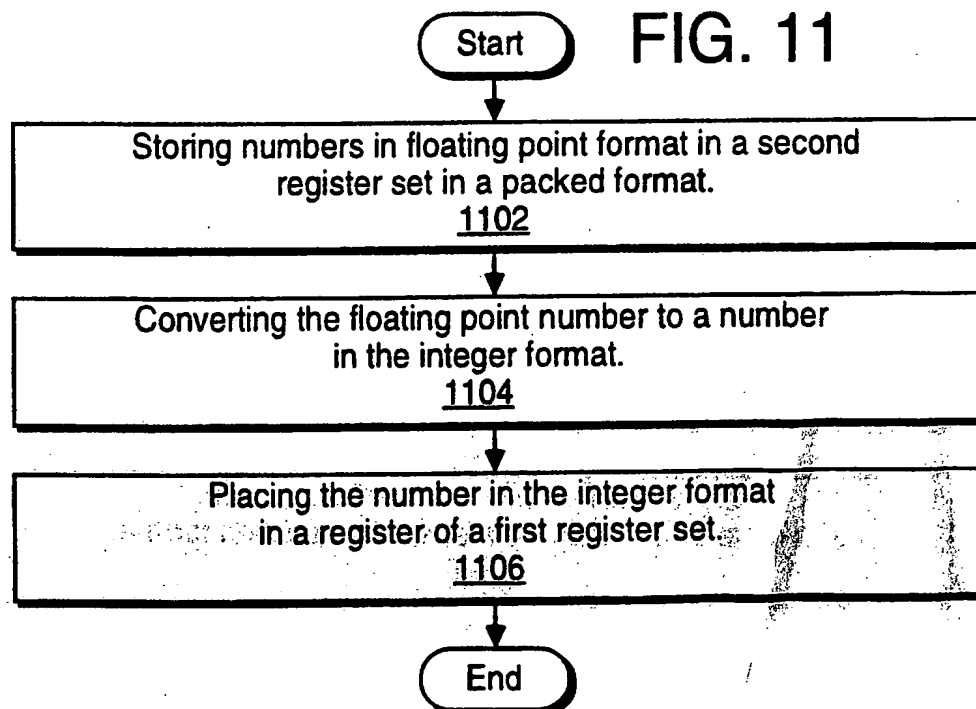 Start
FIG. 11
Storing numbers in floating point format in a second
register set in a packed format.
1102
Converting the floating point number to a number
in the integer format.
1104
Placing the number in the integer format
in a register of a first register set.
1106
End